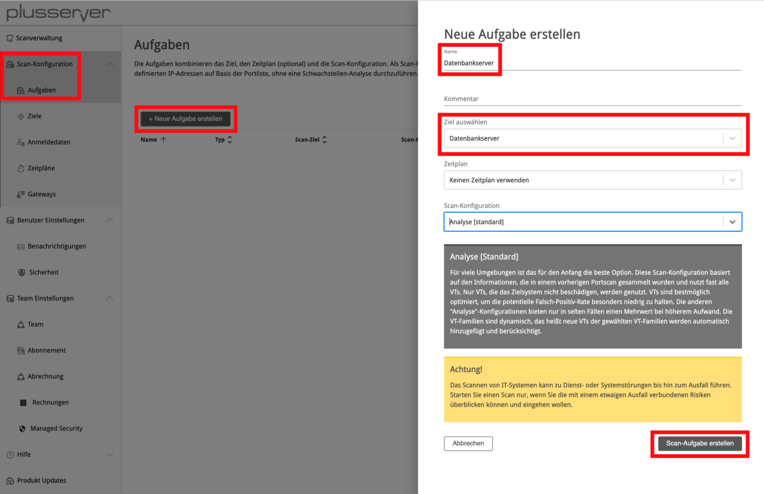 plusserver
Scanverwaltung
Scan-Konfiguration
Aufgaben
Ziele
Anmeldedaten
Zeitpläne
Gateways
Benutzer Einstellungen
Benachrichtigungen
Sicherheit
Team Einstellungen
Team
Abonnement
Abrechnung
Rechnungen
Managed Security
Hilfe
Produkt Updates
Aufgaben
Die Aufgaben kombinieren das Ziel, den Zeitplan (optional) und die Scan-Konfiguration. Als Scan-
definierten IP-Adressen auf Basis der Portliste, ohne eine Schwachstellen-Analyse durchzuführen.
+ Neue Aufgabe erstellen
Name Typ Scan-Ziel Scan-
Neue Aufgabe erstellen
Name
Datenbankserver
Kommentar
Ziel auswählen
Datenbankserver
Zeitplan
Keinen Zeitplan verwenden
Scan-Konfiguration
Analyse [standard]
Analyse [Standard]
Für viele Umgebungen ist das für den Anfang die beste Option. Diese Scan-Konfiguration basiert
auf den Informationen, die in einem vorherigen Portscan gesammelt wurden und nutzt fast alle
VTs. Nur VTs, die das Zielsystem nicht beschädigen, werden genutzt. VTs sind bestmöglich
optimiert, um die potentielle Falsch-Positiv-Rate besonders niedrig zu halten. Die anderen
"Analyse"-Konfigurationen bieten nur in selten Fällen einen Mehrwert bei höherem Aufwand. Die
VT-Familien sind dynamisch, das heißt neue VTs der gewählten VT-Familien werden automatisch
hinzugefügt und berücksichtigt.
Achtung!
Das Scannen von IT-Systemen kann zu Dienst- oder Systemstörungen bis hin zum Ausfall führen.
Starten Sie einen Scan nur, wenn Sie die mit einem etwaigen Ausfall verbundenen Risiken
überblicken können und eingehen wollen.
Abbrechen
Scan-Aufgabe erstellen